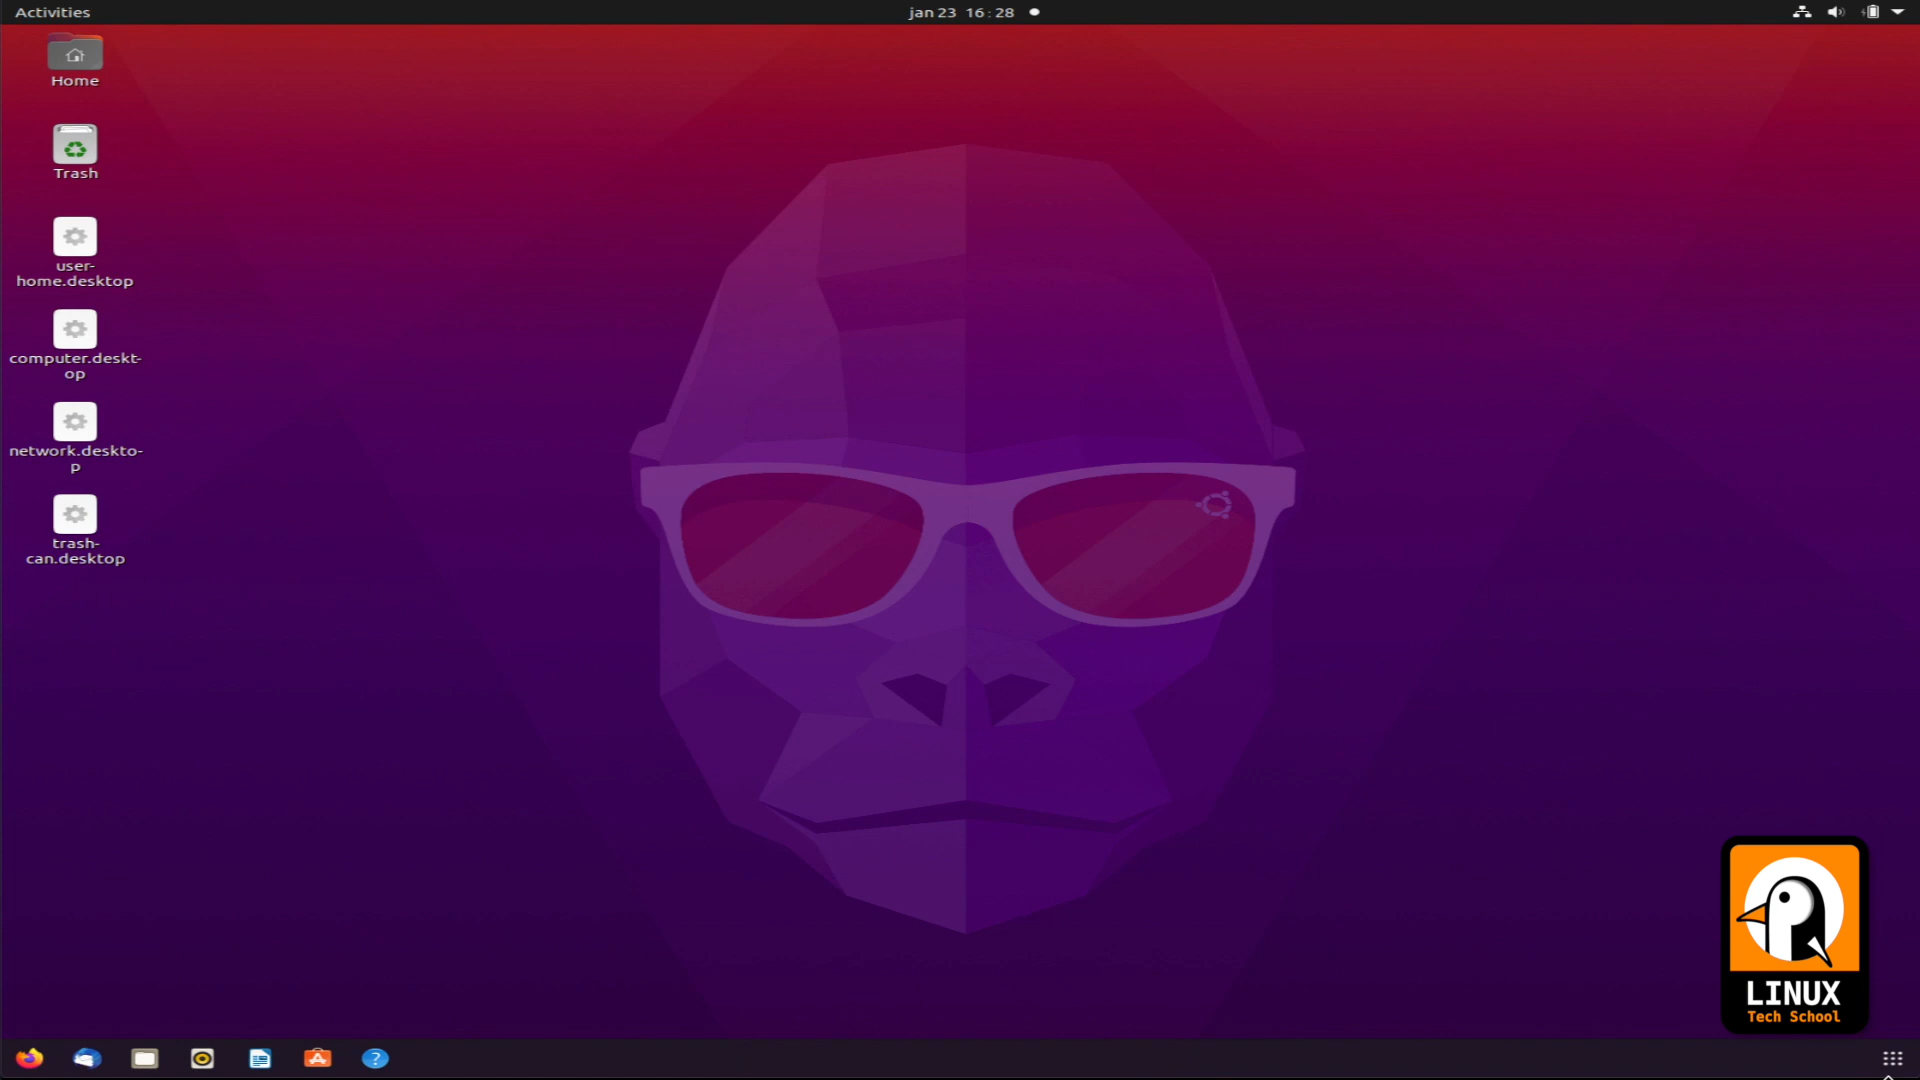 Activities
jan 23 16:28
Home
Trash
user-
home.desktop
computer.deskt-
op
network.deskto-
p
trash-
can.desktop
LINUX
Tech School
?